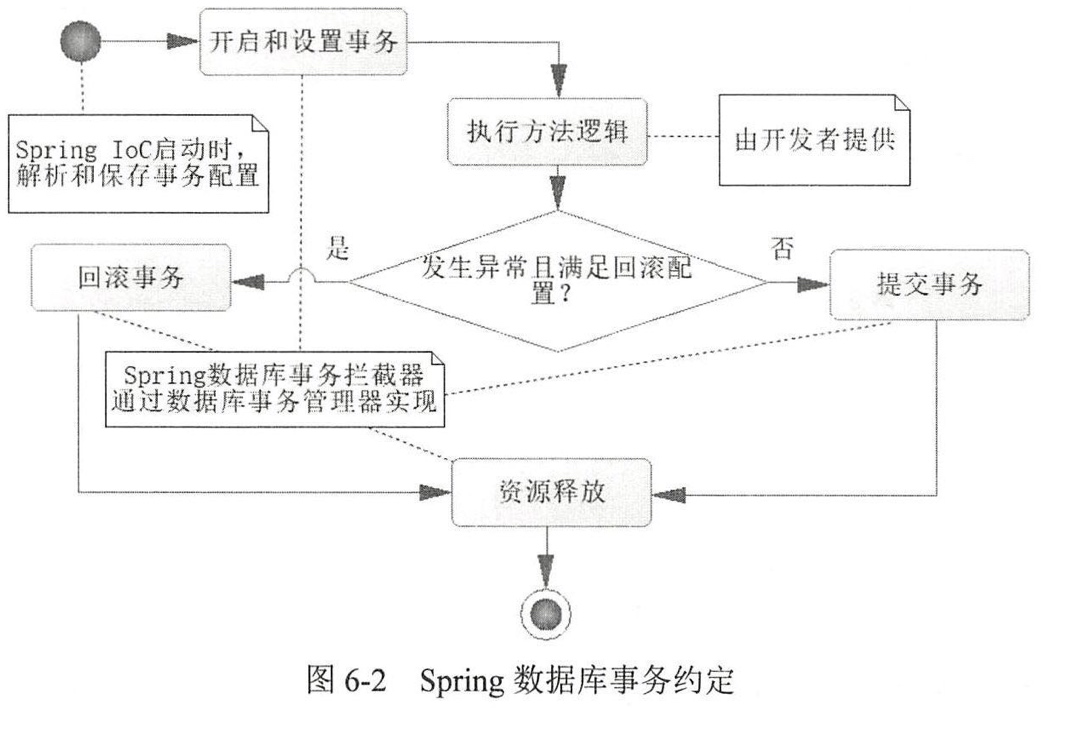 开启和设置事务
执行方法逻辑
由开发者提供
Spring IoC启动时，
解析和保存事务配置
是
否
回滚事务
发生异常且满足回滚配
置？
提交事务
Spring数据库事务拦截器
通过数据库事务管理器实现
资源释放
图 6-2 Spring 数据库事务约定